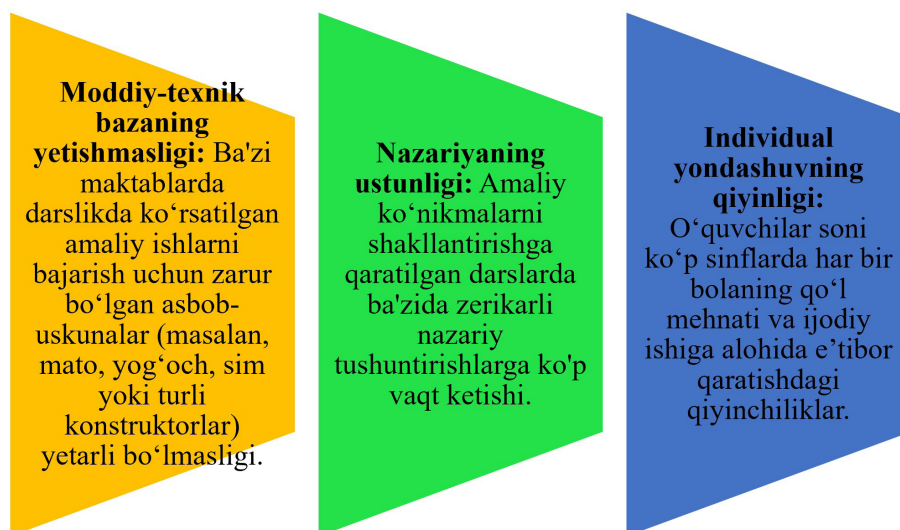 Moddiy-texnik
bazaning
yetishmasligi: Ba'zi
maktablarda
darslikda ko‘rsatilgan
amaliy ishlarni
bajarish uchun zarur
bo‘lgan asbob-
uskunalar (masalan,
mato, yog‘och, sim
yoki turli
konstruktorlar)
yetarli bo‘lmasligi.
Nazariyaning
ustunligi: Amaliy
ko‘nikmalarni
shakllantirishga
qaratilgan darslarda
ba'zida zerikarli
nazariy
tushuntirishlarga ko'p
vaqt ketishi.
Individual
yondashuvning
qiyinligi:
O‘quvchilar soni
ko‘p sinflarda har bir
bolaning qo‘l
mehnati va ijodiy
ishiga alohida e’tibor
qaratishdagi
qiyinchiliklar.